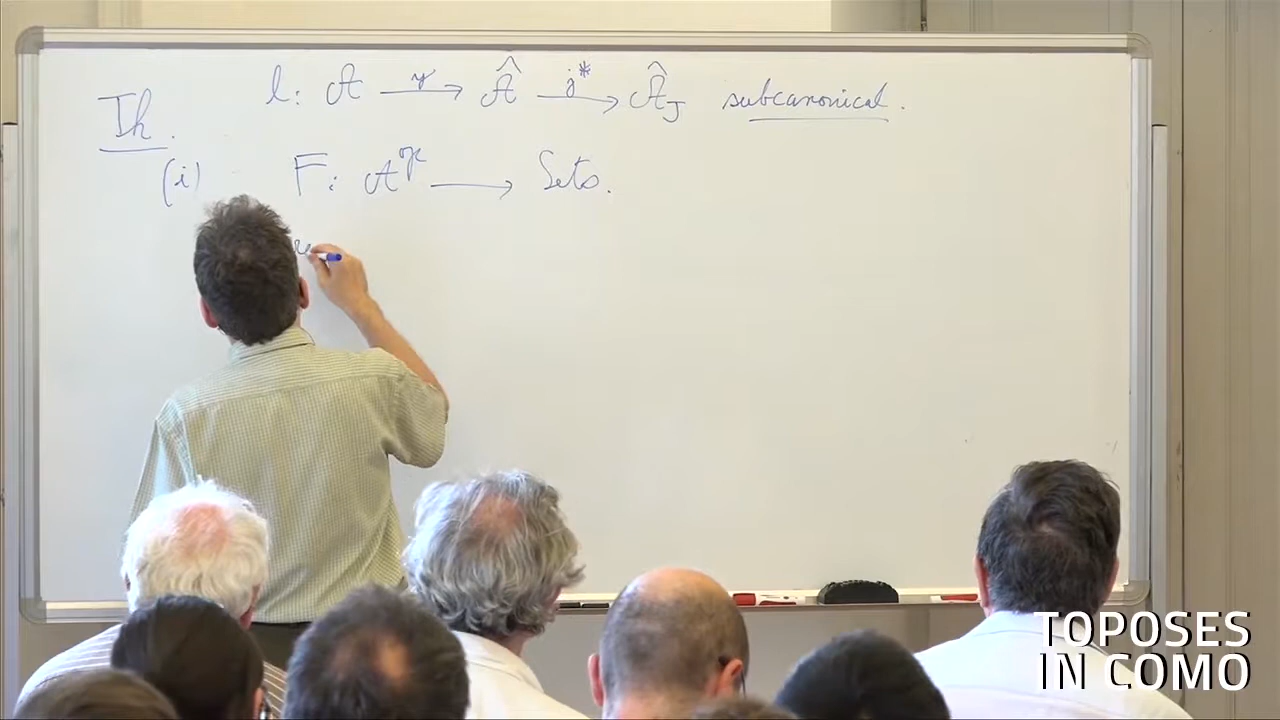 Th. l: A —y→ Â —j*→ Â_J subcanonical.
(i) F: A^op → Sets.
TOPOSES
IN COMO